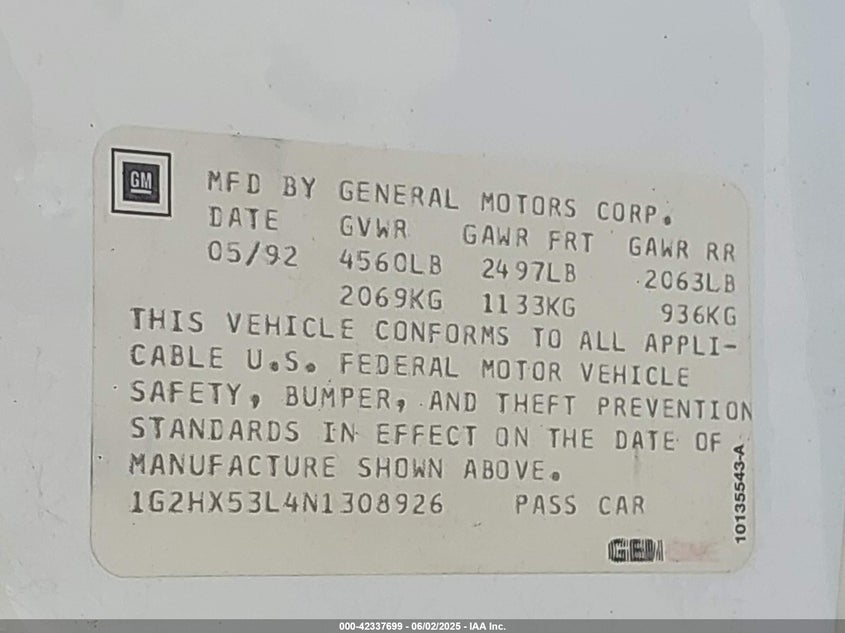 GM
MFD BY GENERAL MOTORS CORP.
DATE GVWR GAWR FRT GAWR RR
05/92 4560LB 2497LB 2063LB
2069KG 1133KG 936KG
THIS VEHICLE CONFORMS TO ALL APPLI-
CABLE U.S. FEDERAL MOTOR VEHICLE
SAFETY, BUMPER, AND THEFT PREVENTION
STANDARDS IN EFFECT ON THE DATE OF
MANUFACTURE SHOWN ABOVE.
1G2HX53L4N1308926 PASS CAR
10135543-A
000-42337699 - 06/02/2025 - IAA Inc.